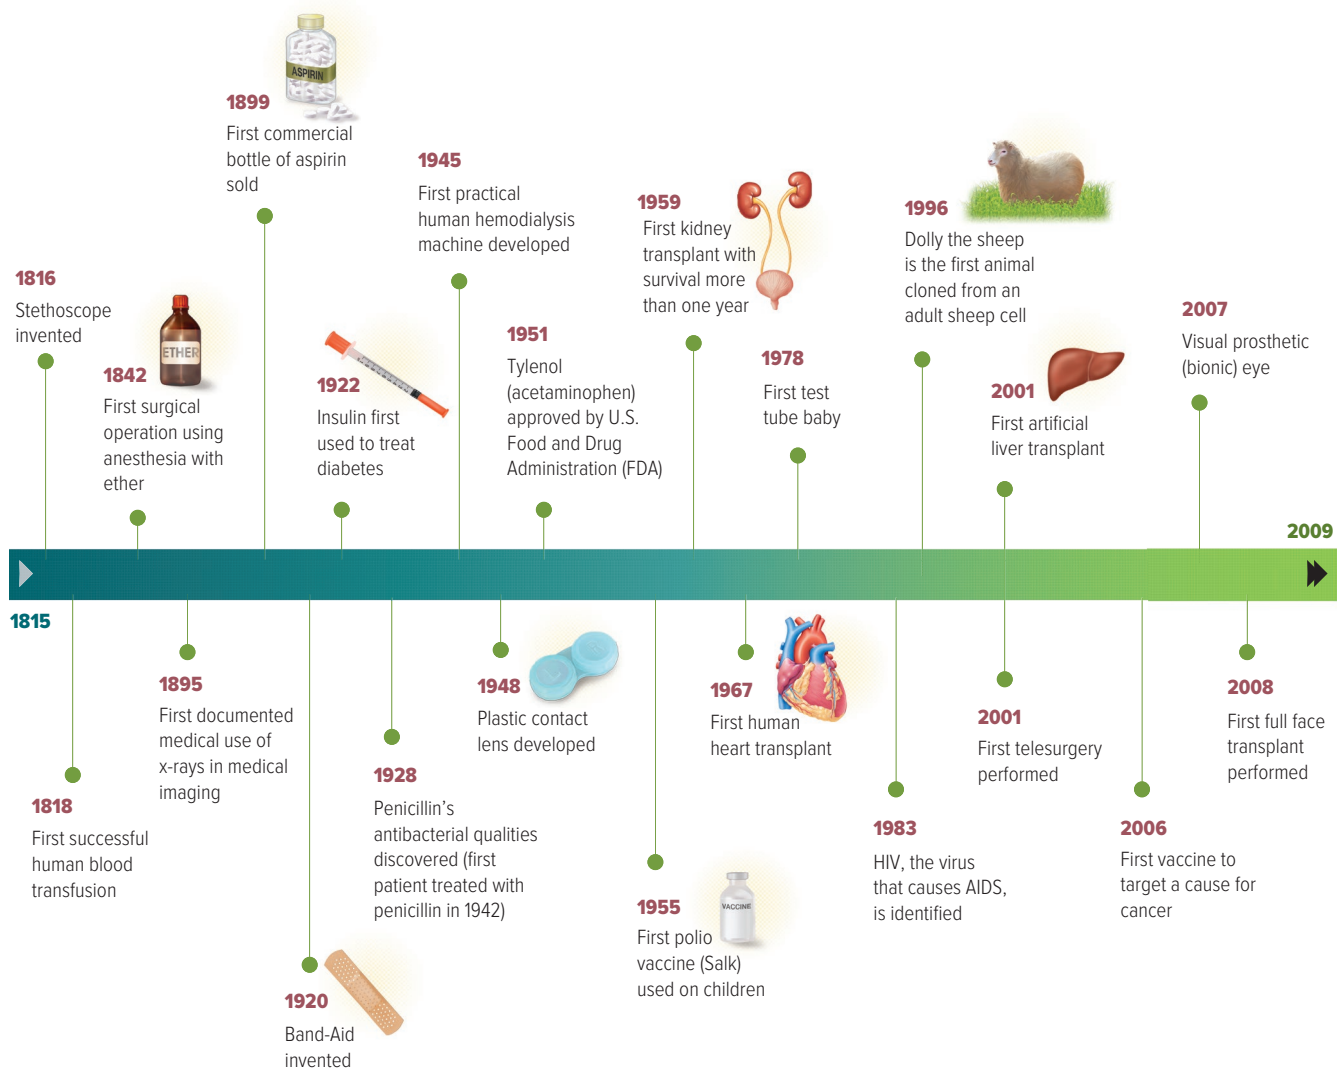 ASPIRIN
1899
First commercial
bottle of aspirin
sold
1945
First practical
human hemodialysis
machine developed
1959
First kidney
transplant with
survival more
than one year
1996
Dolly the sheep
is the first animal
cloned from an
adult sheep cell
1816
Stethoscope
invented
ETHER
1842
First surgical
operation using
anesthesia with
ether
1922
Insulin first
used to treat
diabetes
1951
Tylenol
(acetaminophen)
approved by U.S.
Food and Drug
Administration (FDA)
1978
First test
tube baby
2001
First artificial
liver transplant
2007
Visual prosthetic
(bionic) eye
2009
1815
1818
First successful
human blood
transfusion
1895
First documented
medical use of
x-rays in medical
imaging
1920
Band-Aid
invented
1928
Penicillin’s
antibacterial qualities
discovered (first
patient treated with
penicillin in 1942)
1948
Plastic contact
lens developed
1955
First polio
vaccine (Salk)
used on children
VACCINE
1967
First human
heart transplant
1983
HIV, the virus
that causes AIDS,
is identified
2001
First telesurgery
performed
2006
First vaccine to
target a cause for
cancer
2008
First full face
transplant
performed